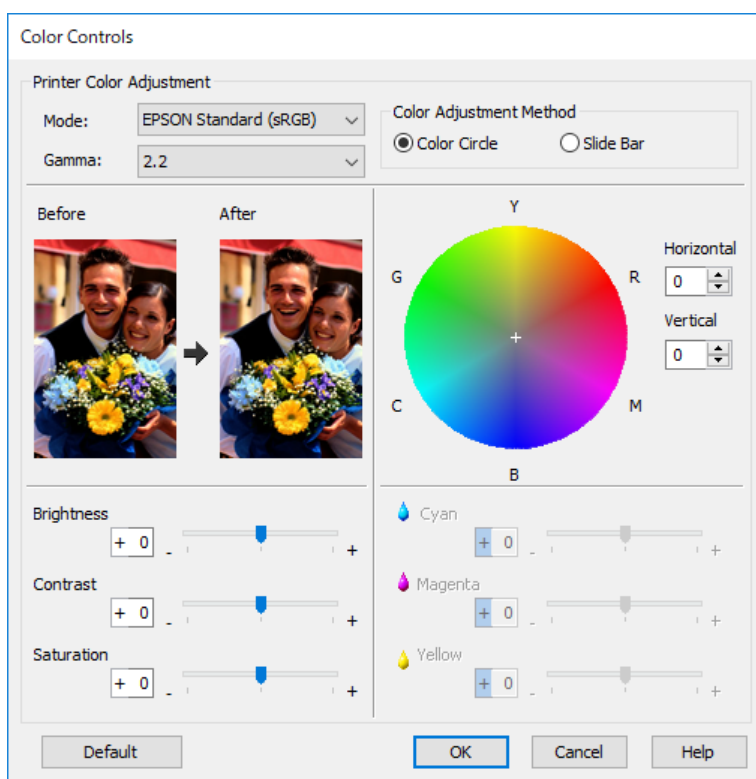 Color Controls
Printer Color Adjustment
Mode: EPSON Standard (sRGB)
Gamma: 2.2
Color Adjustment Method
Color Circle Slide Bar
Before After
Y
G R
C M
B
Horizontal
0
Vertical
0
Brightness
+ 0 - +
Contrast
+ 0 - +
Saturation
+ 0 - +
Cyan
+ 0 - +
Magenta
+ 0 - +
Yellow
+ 0 - +
Default OK Cancel Help